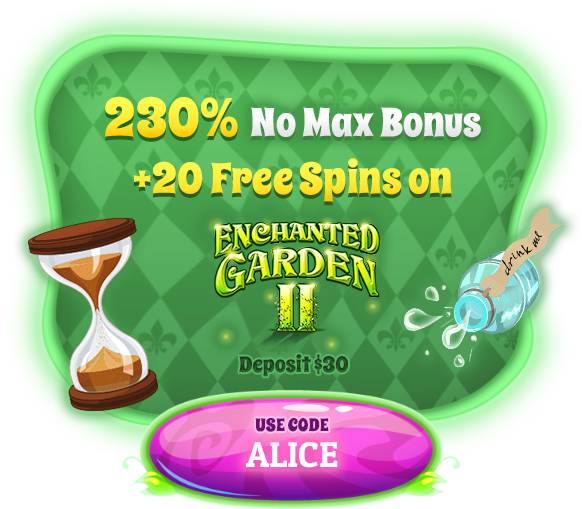 230% No Max Bonus
+20 Free Spins on
ENCHANTED
GARDEN
II
drink me
Deposit $30
USE CODE
ALICE